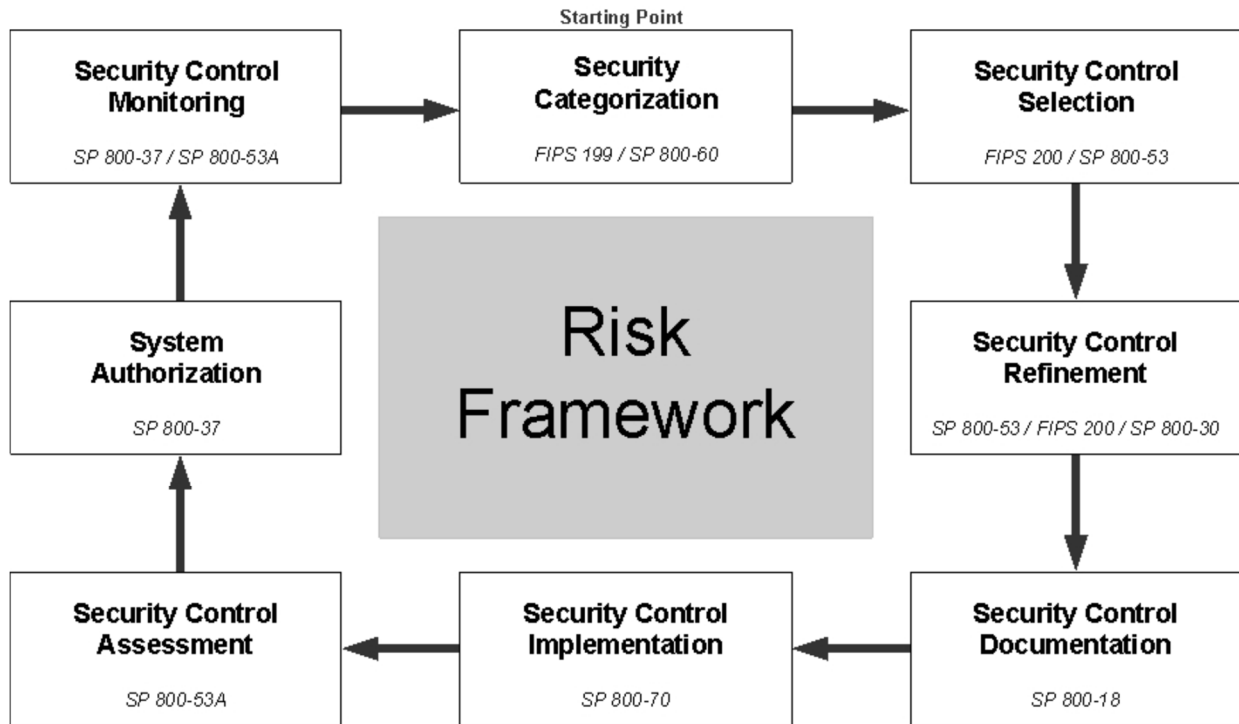 Starting Point
Security Control
Monitoring
SP 800-37 / SP 800-53A
Security
Categorization
FIPS 199 / SP 800-60
Security Control
Selection
FIPS 200 / SP 800-53
System
Authorization
SP 800-37
Risk
Framework
Security Control
Refinement
SP 800-53 / FIPS 200 / SP 800-30
Security Control
Assessment
SP 800-53A
Security Control
Implementation
SP 800-70
Security Control
Documentation
SP 800-18